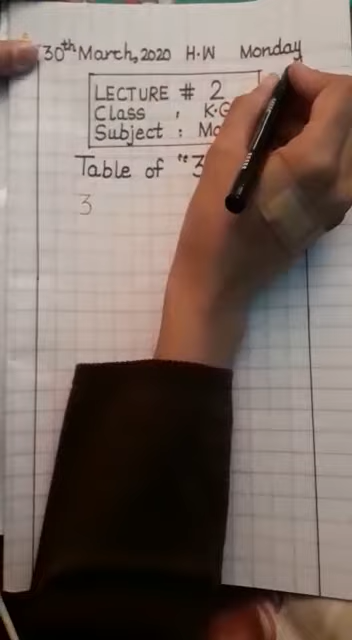 30th March, 2020 H.W Monday
LECTURE # 2
Class : K.G
Subject : Ma
Table of "3
3